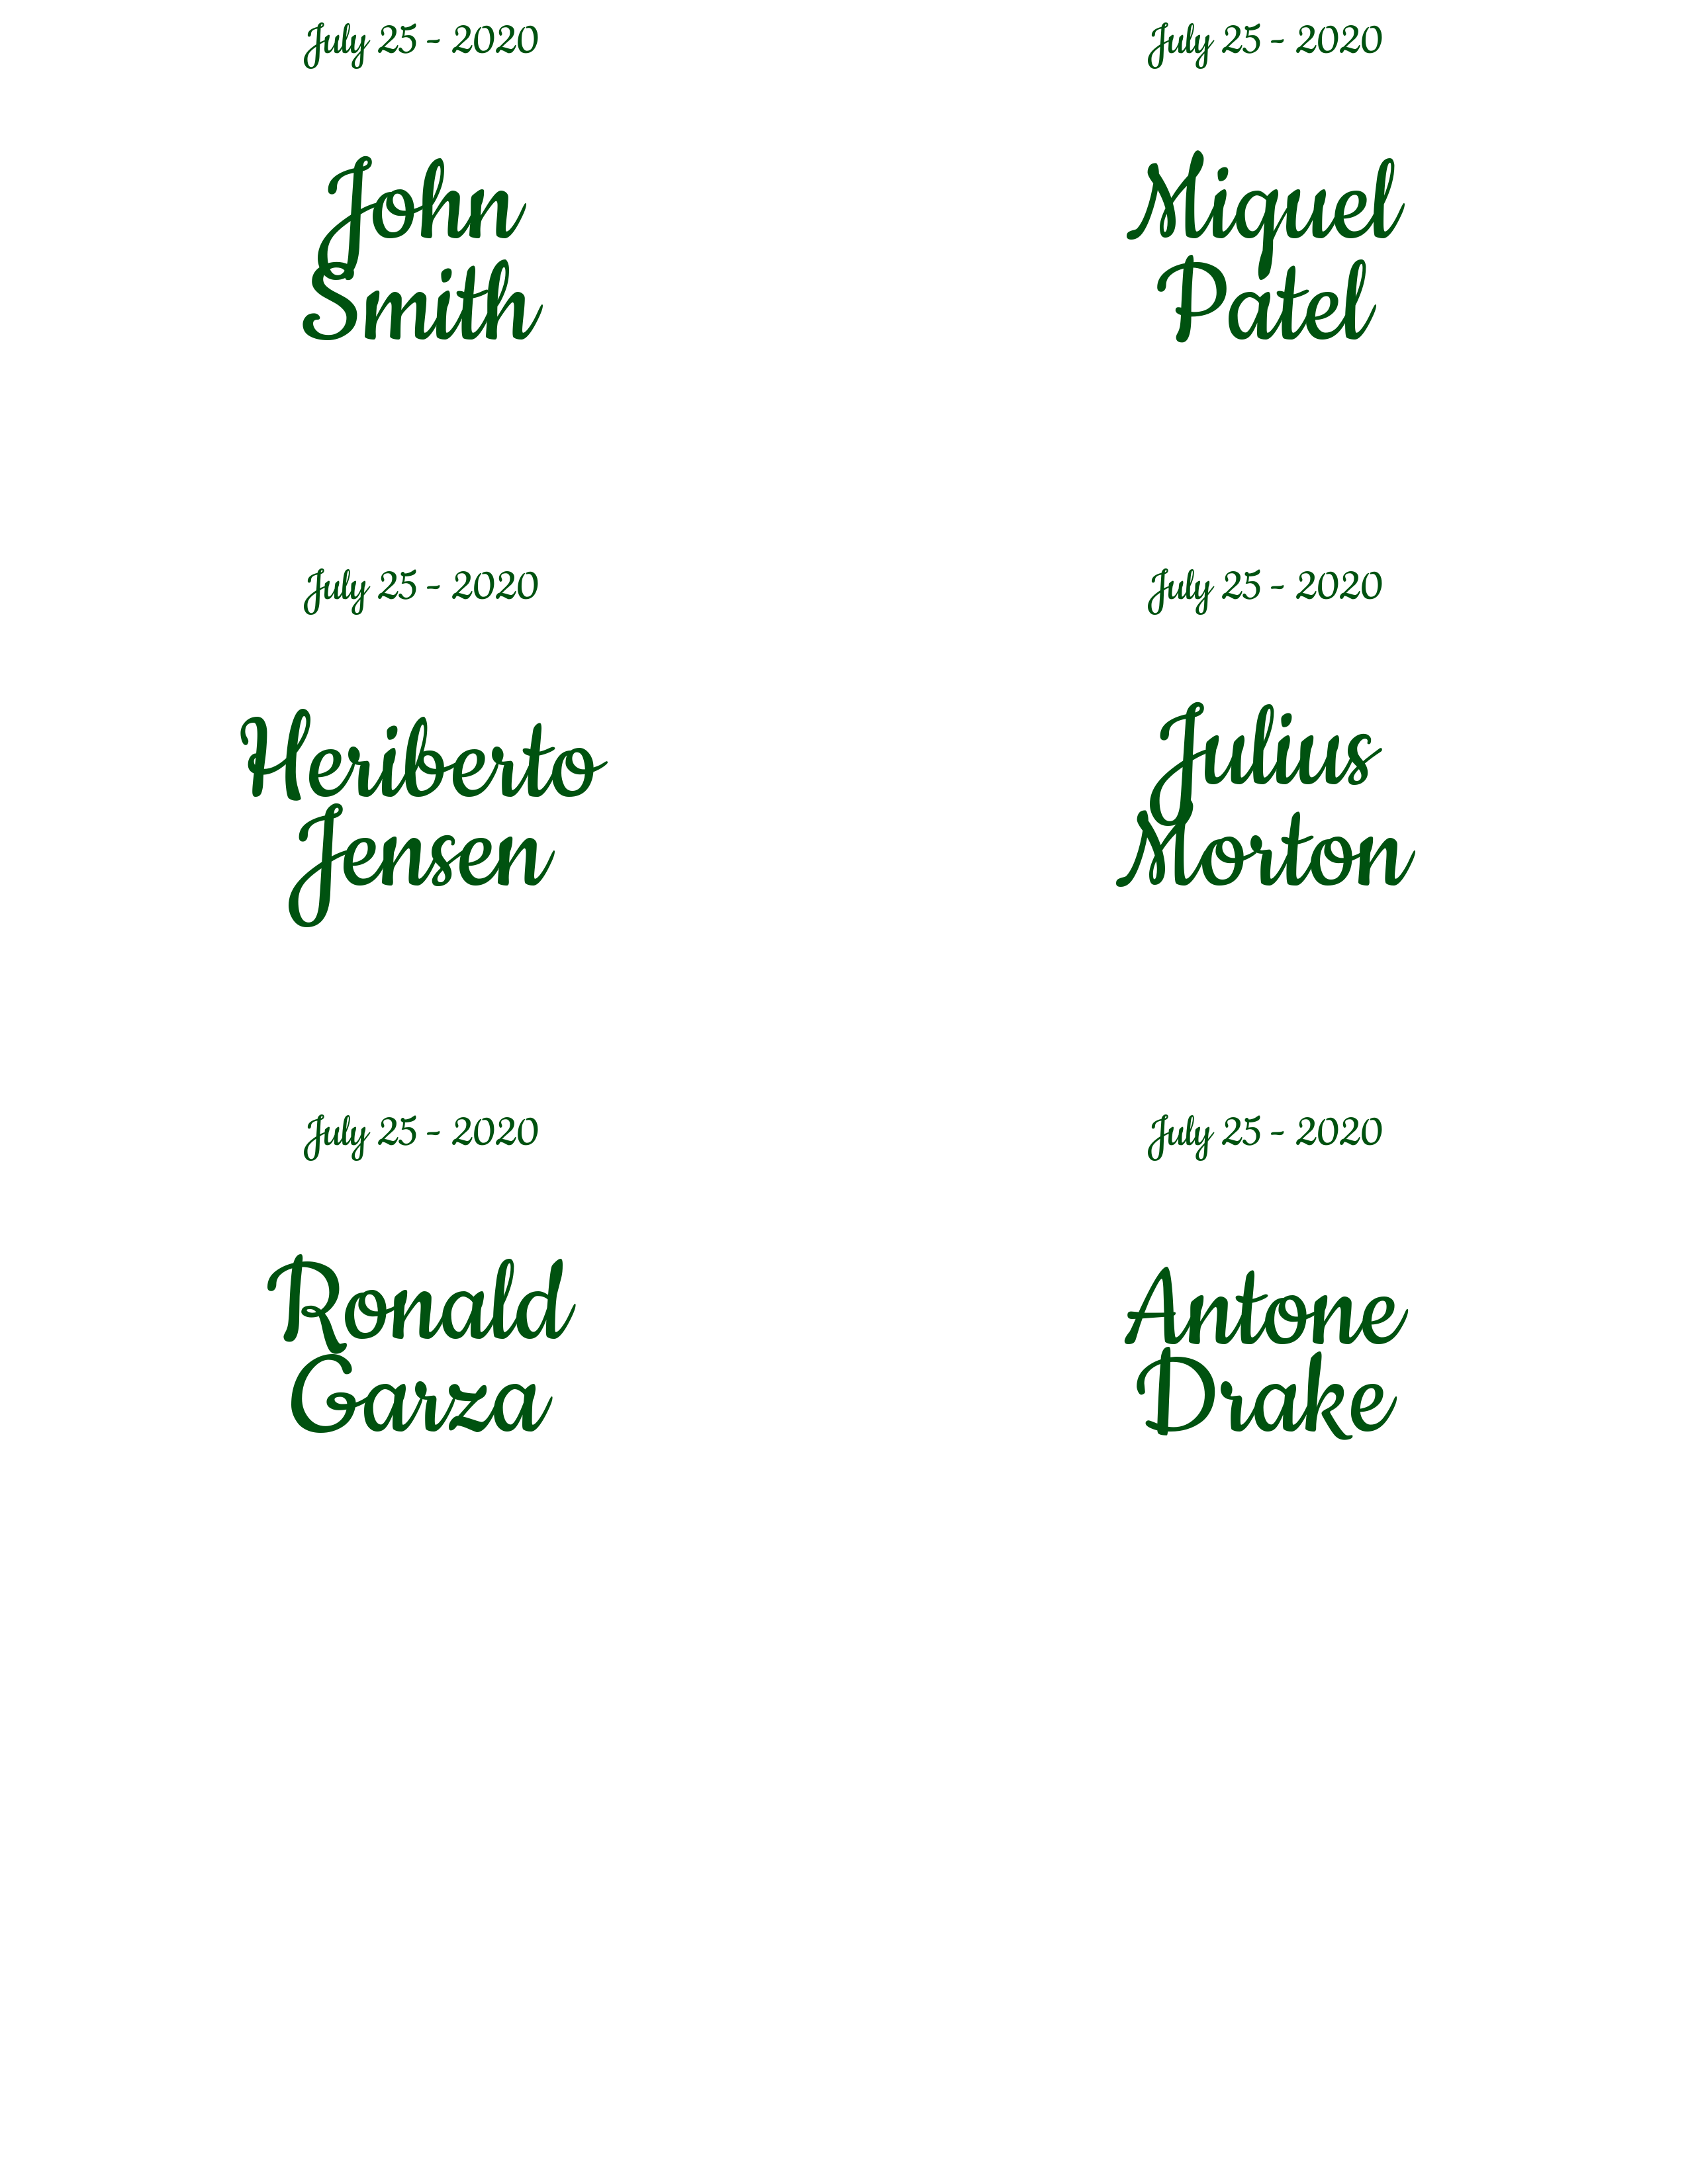 July 25 - 2020
John
Smith
July 25 - 2020
Miguel
Patel
July 25 - 2020
Heriberto
Jensen
July 25 - 2020
Julius
Morton
July 25 - 2020
Ronald
Garza
July 25 - 2020
Antone
Drake